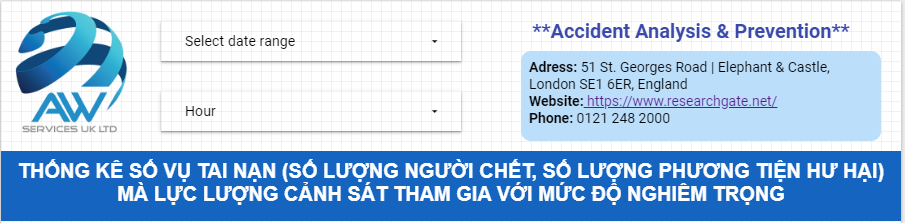 AW
SERVICES UK LTD
Select date range
Hour
**Accident Analysis & Prevention**
Adress: 51 St. Georges Road | Elephant & Castle,
London SE1 6ER, England
Website: https://www.researchgate.net/
Phone: 0121 248 2000
THỐNG KÊ SỐ VỤ TAI NẠN (SỐ LƯỢNG NGƯỜI CHẾT, SỐ LƯỢNG PHƯƠNG TIỆN HƯ HẠI)
MÀ LỰC LƯỢNG CẢNH SÁT THAM GIA VỚI MỨC ĐỘ NGHIÊM TRỌNG